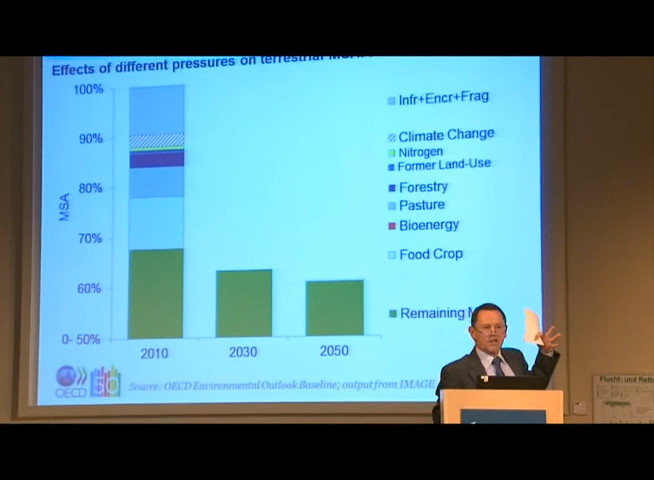 Effects of different pressures on terrestrial
100%
90%
80%
70%
60%
0- 50%
MSA
2010
2030
2050
Infr+Encr+Frag
Climate Change
Nitrogen
Former Land-Use
Forestry
Pasture
Bioenergy
Food Crop
Remaining
OECD
Source: OECD Environmental Outlook Baseline; output from IMAGE
Flucht- und